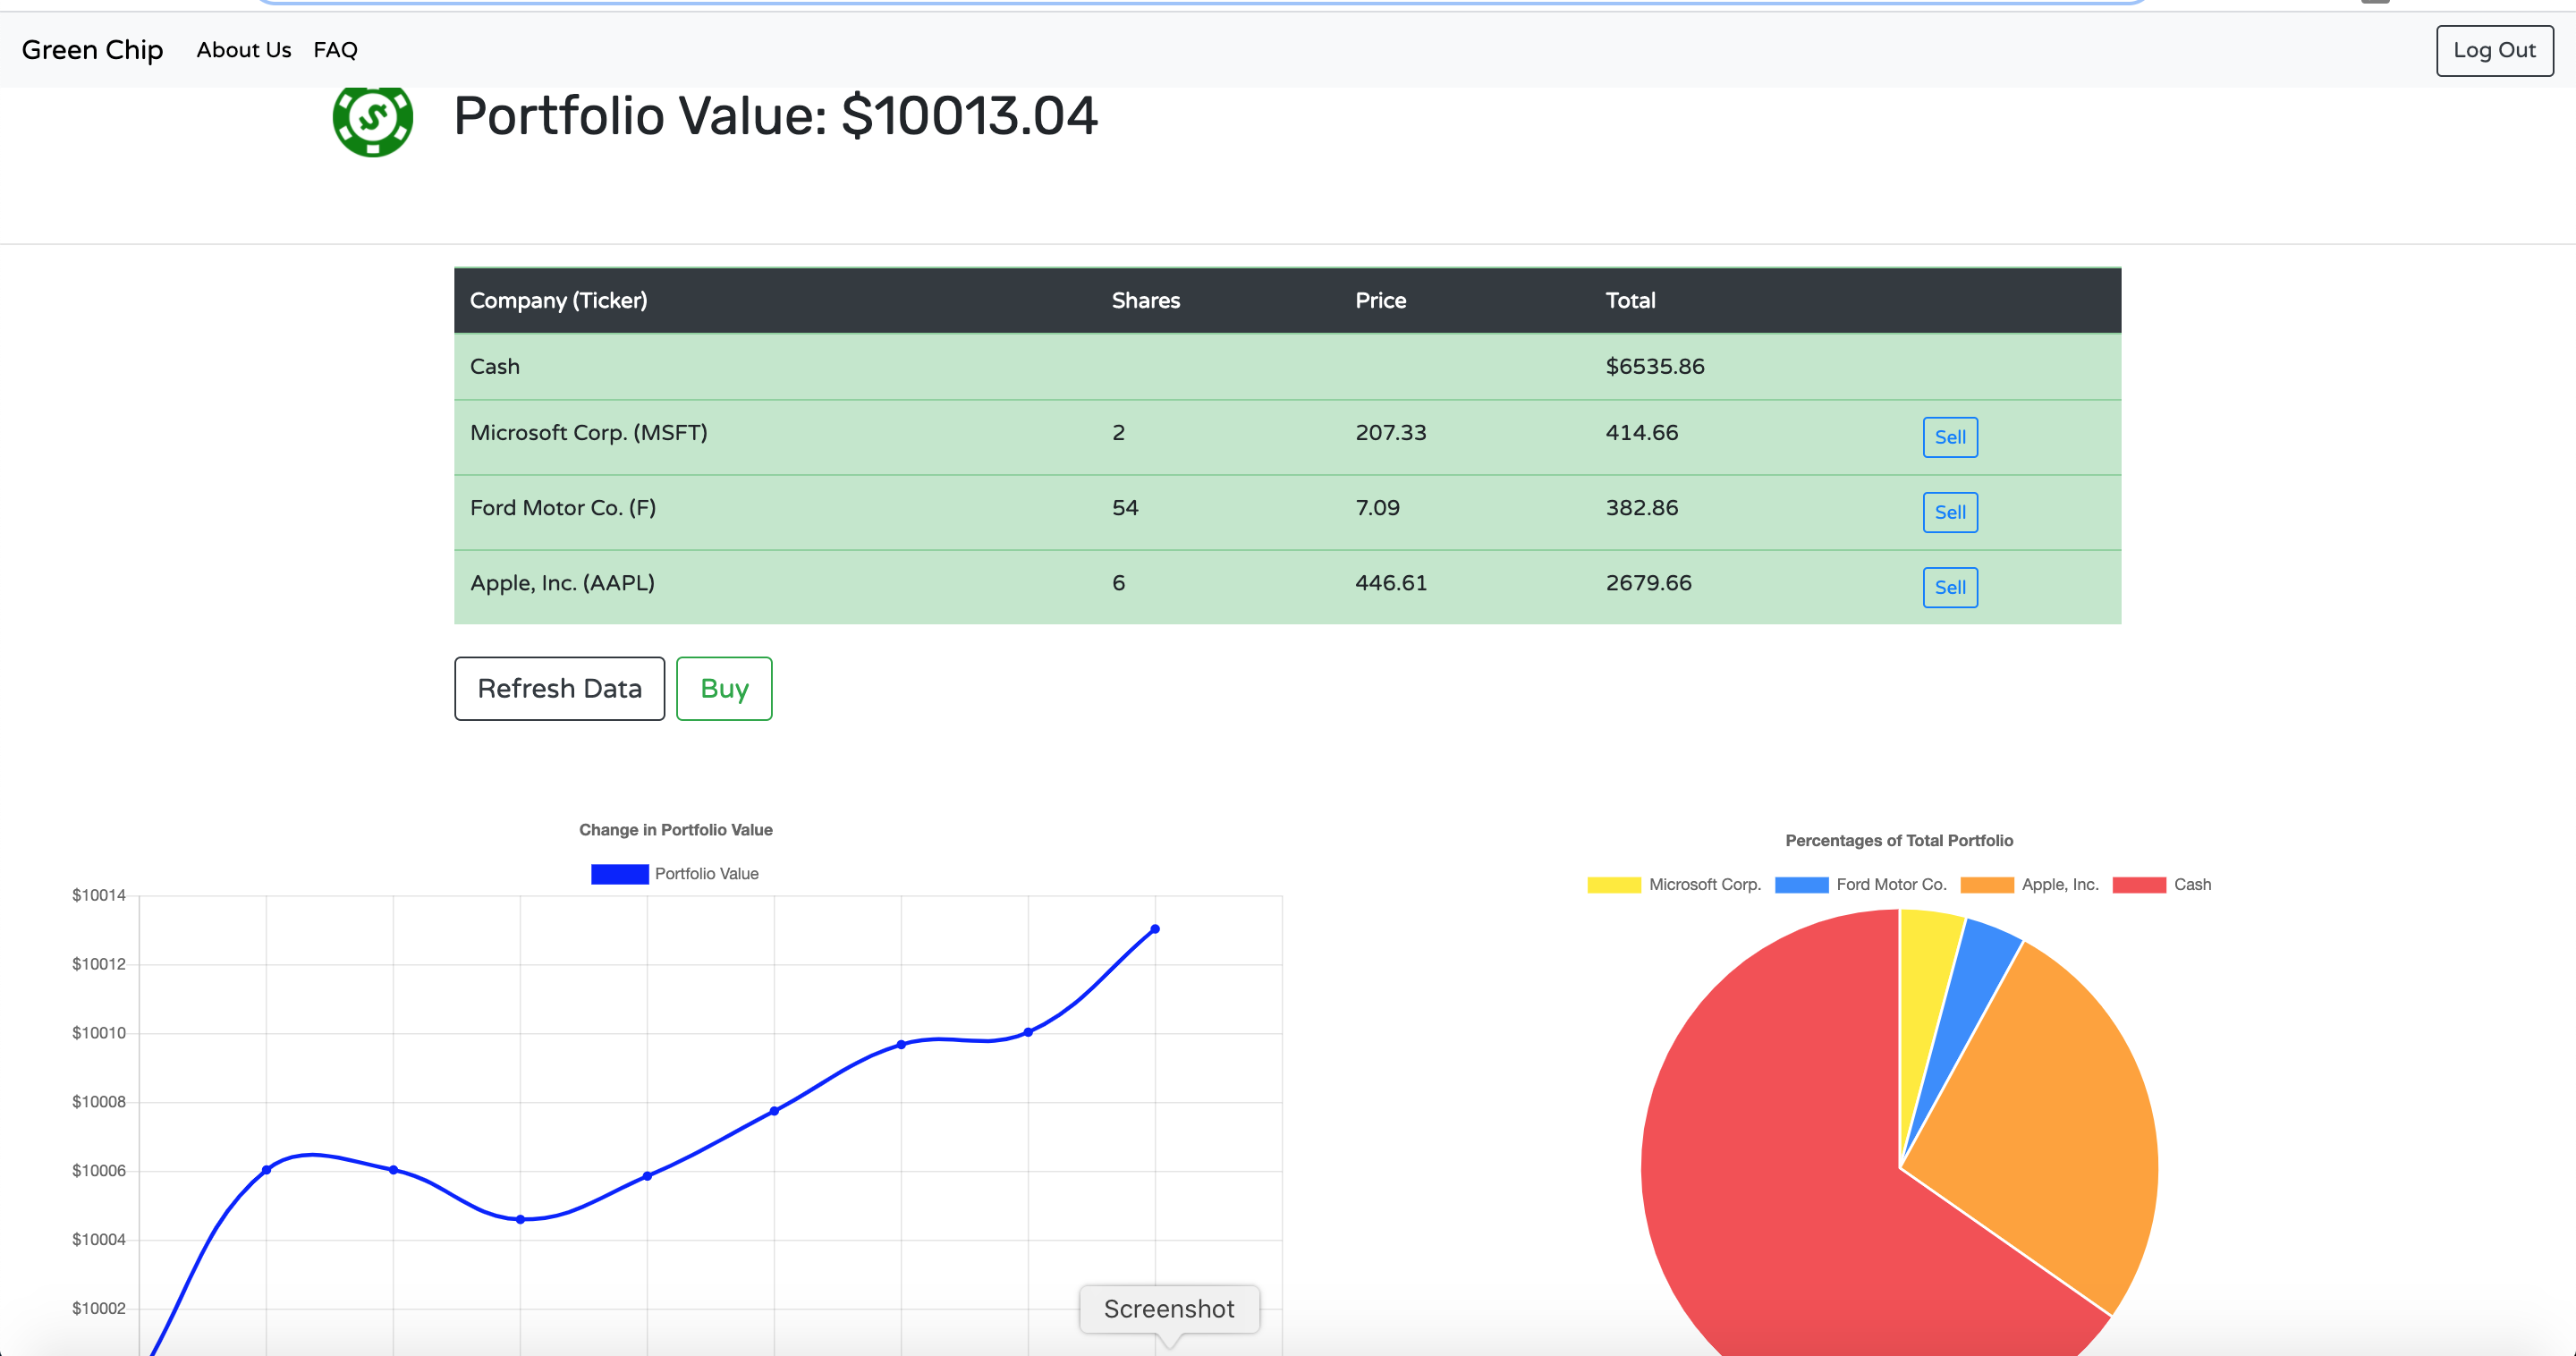 Green Chip About Us FAQ Log Out
Portfolio Value: $10013.04
Company (Ticker) Shares Price Total
Cash $6535.86
Microsoft Corp. (MSFT) 2 207.33 414.66 Sell
Ford Motor Co. (F) 54 7.09 382.86 Sell
Apple, Inc. (AAPL) 6 446.61 2679.66 Sell
Refresh Data Buy
Change in Portfolio Value
Portfolio Value
$10014
$10012
$10010
$10008
$10006
$10004
$10002
Percentages of Total Portfolio
Microsoft Corp. Ford Motor Co. Apple, Inc. Cash
Screenshot